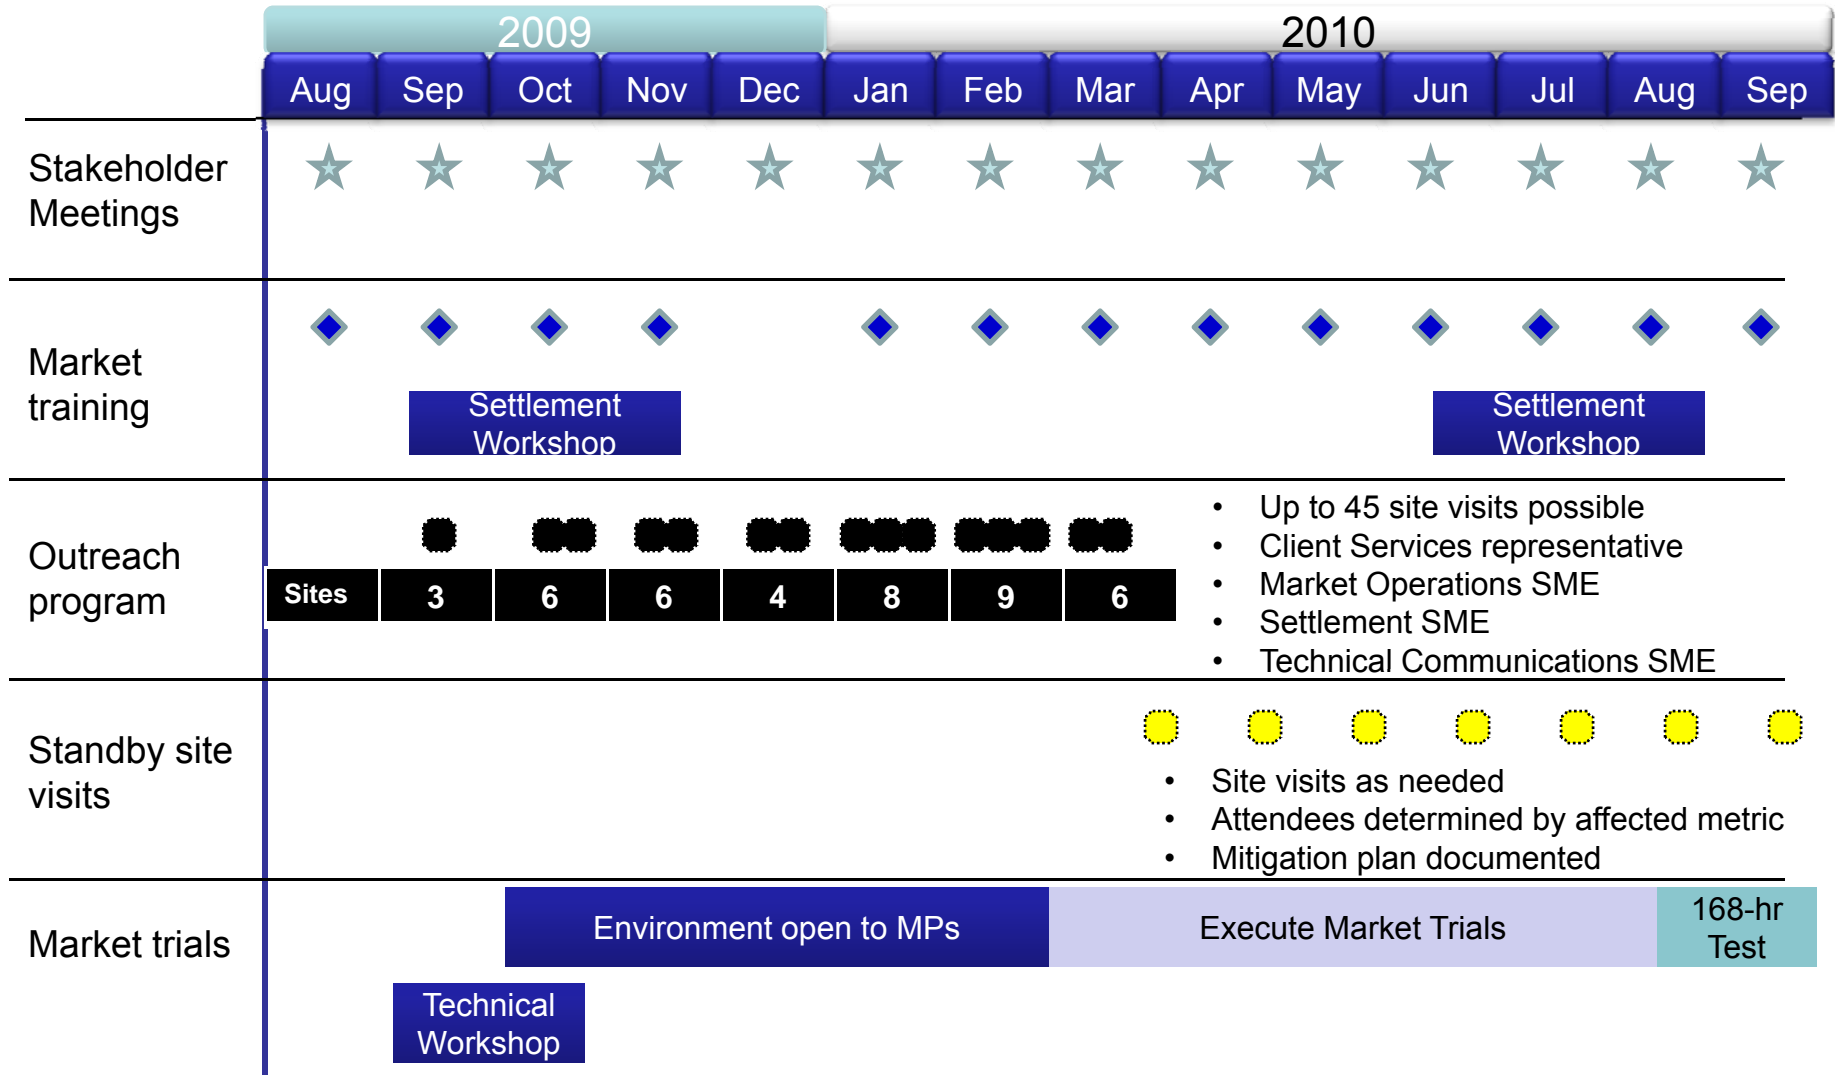 2009 2010
Aug Sep Oct Nov Dec Jan Feb Mar Apr May Jun Jul Aug Sep
Stakeholder
Meetings
Market
training
Settlement
Workshop
Settlement
Workshop
Outreach
program
Sites 3 6 6 4 8 9 6
• Up to 45 site visits possible
• Client Services representative
• Market Operations SME
• Settlement SME
• Technical Communications SME
Standby site
visits
• Site visits as needed
• Attendees determined by affected metric
• Mitigation plan documented
Market trials
Environment open to MPs
Execute Market Trials
168-hr
Test
Technical
Workshop